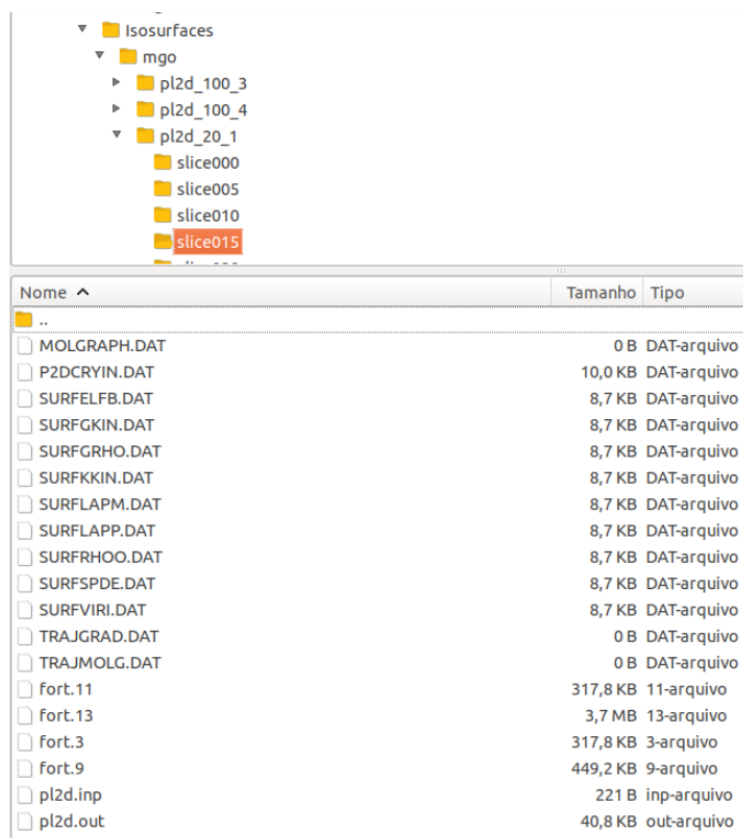 Isosurfaces
mgo
pl2d_100_3
pl2d_100_4
pl2d_20_1
slice000
slice005
slice010
slice015
Nome Tamanho Tipo
..
MOLGRAPH.DAT 0 B DAT-arquivo
P2DCRYIN.DAT 10,0 KB DAT-arquivo
SURFELFB.DAT 8,7 KB DAT-arquivo
SURFGKIN.DAT 8,7 KB DAT-arquivo
SURFGRHO.DAT 8,7 KB DAT-arquivo
SURFKKIN.DAT 8,7 KB DAT-arquivo
SURFLAPM.DAT 8,7 KB DAT-arquivo
SURFLAPP.DAT 8,7 KB DAT-arquivo
SURFRHOO.DAT 8,7 KB DAT-arquivo
SURFSPDE.DAT 8,7 KB DAT-arquivo
SURFVIRI.DAT 8,7 KB DAT-arquivo
TRAJGRAD.DAT 0 B DAT-arquivo
TRAJMOLG.DAT 0 B DAT-arquivo
fort.11 317,8 KB 11-arquivo
fort.13 3,7 MB 13-arquivo
fort.3 317,8 KB 3-arquivo
fort.9 449,2 KB 9-arquivo
pl2d.inp 221 B inp-arquivo
pl2d.out 40,8 KB out-arquivo